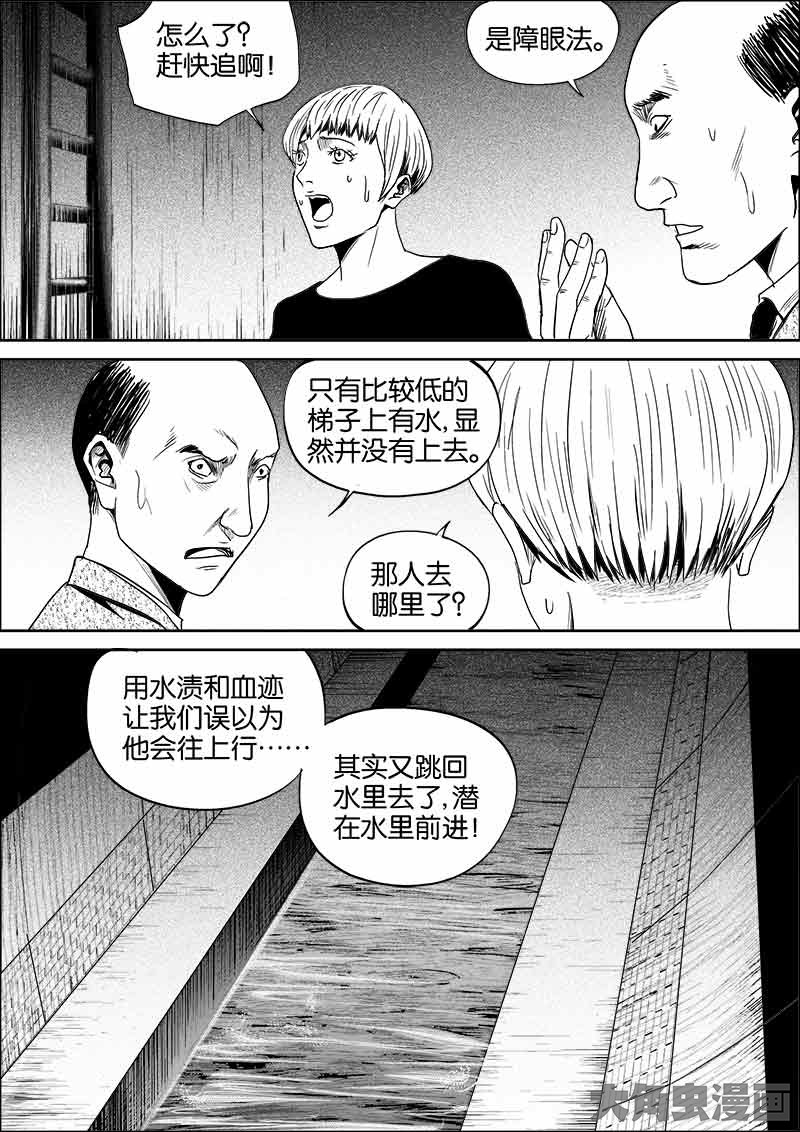 怎么了？
赶快追啊！
是障眼法。
只有比较低的
梯子上有水,显
然并没有上去。
那人去
哪里了？
用水渍和血迹
让我们误以为
他会往上行……
其实又跳回
水里去了,潜
在水里前进！
大角虫漫画